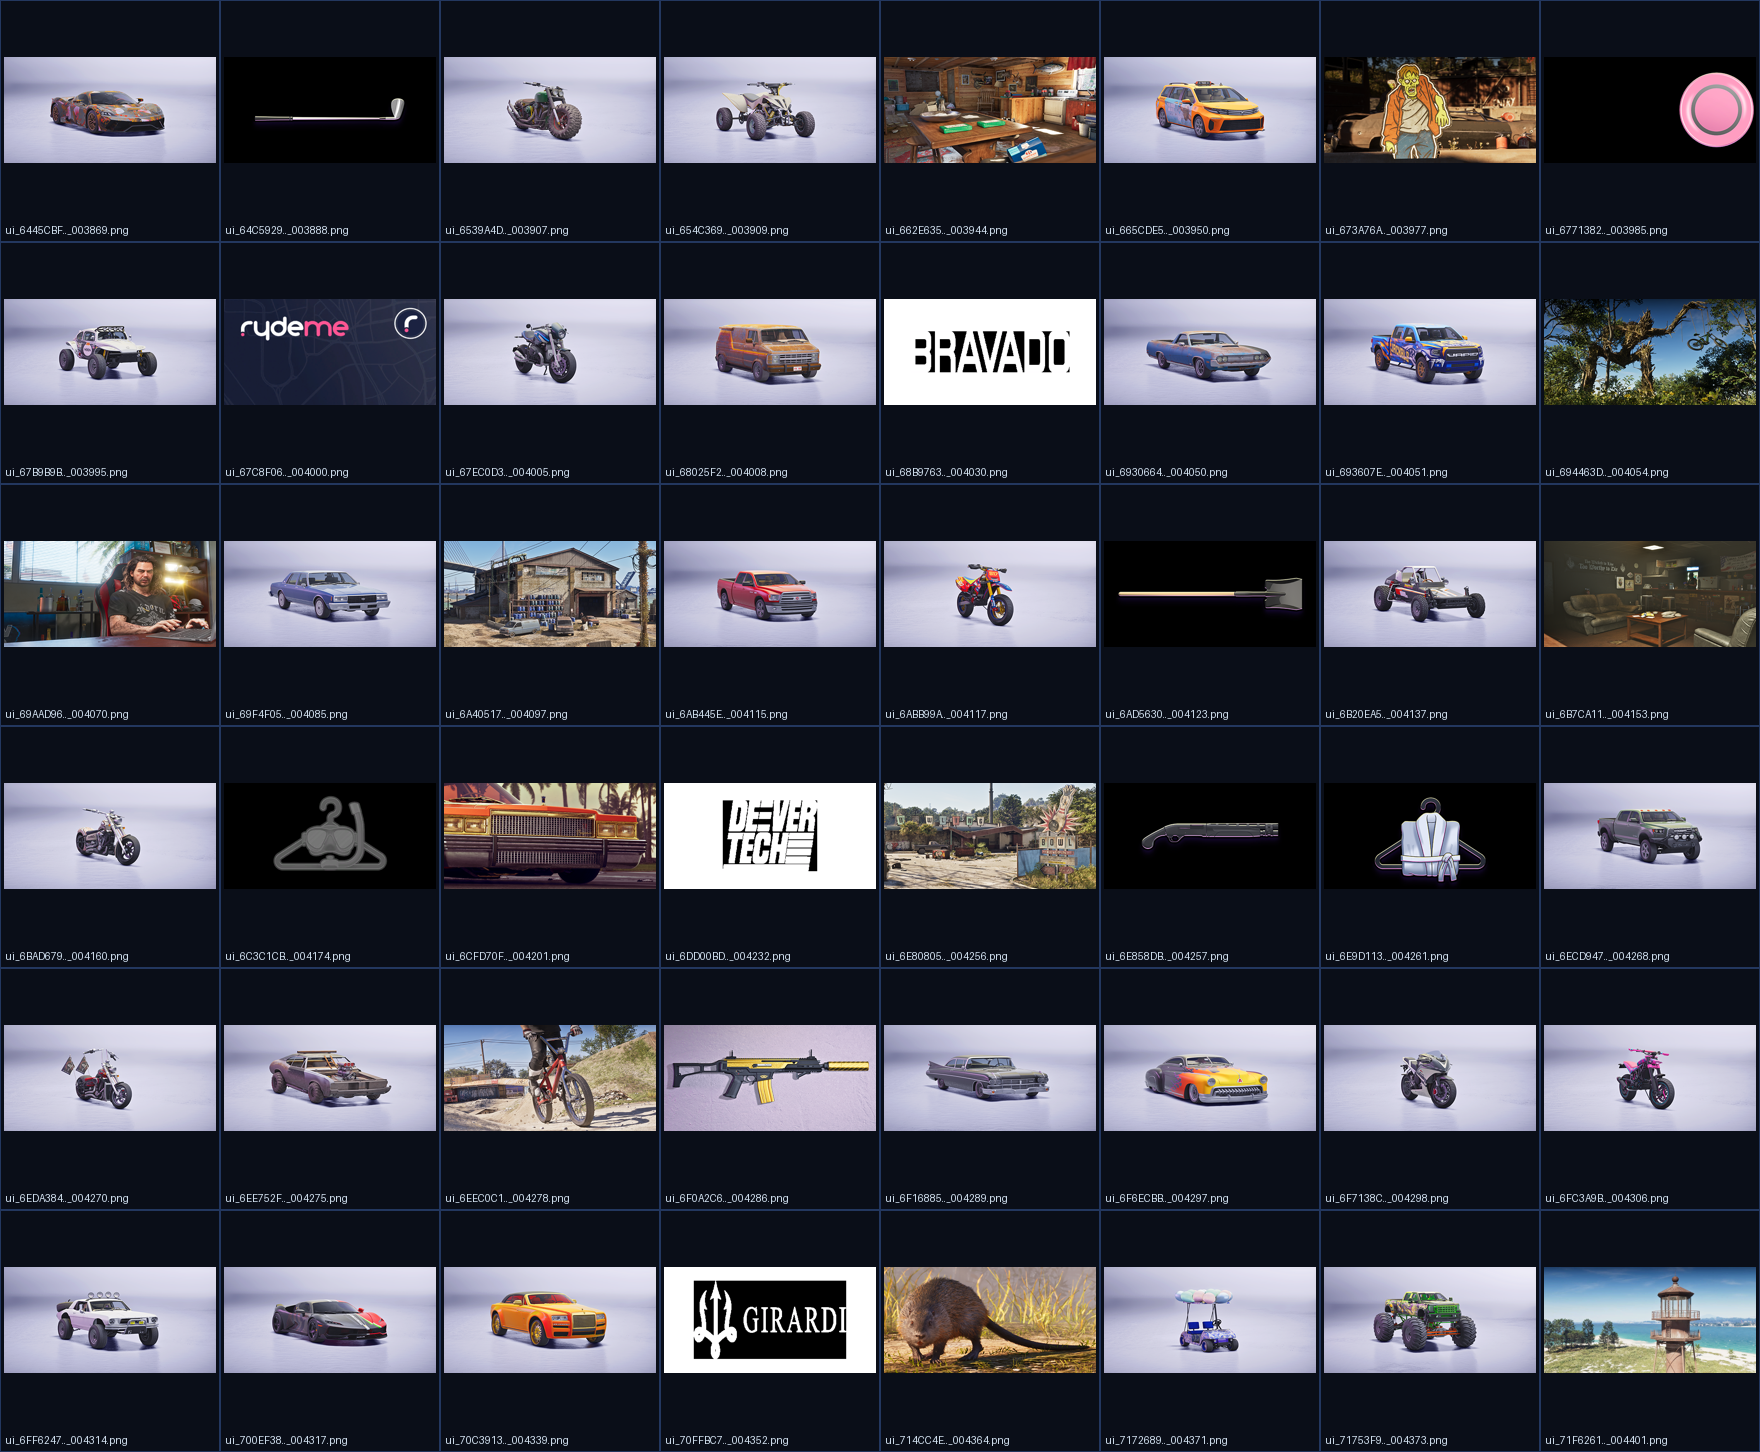 ui_6445CBF.._003869.png
ui_64C5929.._003888.png
ui_6539A4D.._003907.png
ui_654C369.._003909.png
ui_662E635.._003944.png
ui_665CDE5.._003950.png
ui_673A76A.._003977.png
ui_6771382.._003985.png
rydeme
r
BRAVADO
VAPID
ui_67B9B9B.._003995.png
ui_67C8F06.._004000.png
ui_67EC0D3.._004005.png
ui_68025F2.._004008.png
ui_68B9763.._004030.png
ui_6930664.._004050.png
ui_693607E.._004051.png
ui_694463D.._004054.png
ui_69AAD96.._004070.png
ui_69F4F05.._004085.png
ui_6A40517.._004097.png
ui_6AB445E.._004115.png
ui_6ABB99A.._004117.png
ui_6AD5630.._004123.png
ui_6B20EA5.._004137.png
ui_6B7CA11.._004153.png
DEVER
TECH
ui_6BAD679.._004160.png
ui_6C3C1CB.._004174.png
ui_6CFD70F.._004201.png
ui_6DD00BD.._004232.png
ui_6E80805.._004256.png
ui_6E858DB.._004257.png
ui_6E9D113.._004261.png
ui_6ECD947.._004268.png
ui_6EDA384.._004270.png
ui_6EE752F.._004275.png
ui_6EEC0C1.._004278.png
ui_6F0A2C6.._004286.png
ui_6F16885.._004289.png
ui_6F6ECBB.._004297.png
ui_6F7138C.._004298.png
ui_6FC3A9B.._004306.png
GIRARDI
ui_6FF6247.._004314.png
ui_700EF38.._004317.png
ui_70C3913.._004339.png
ui_70FFBC7.._004352.png
ui_714CC4E.._004364.png
ui_7172689.._004371.png
ui_71753F9.._004373.png
ui_71F6261.._004401.png